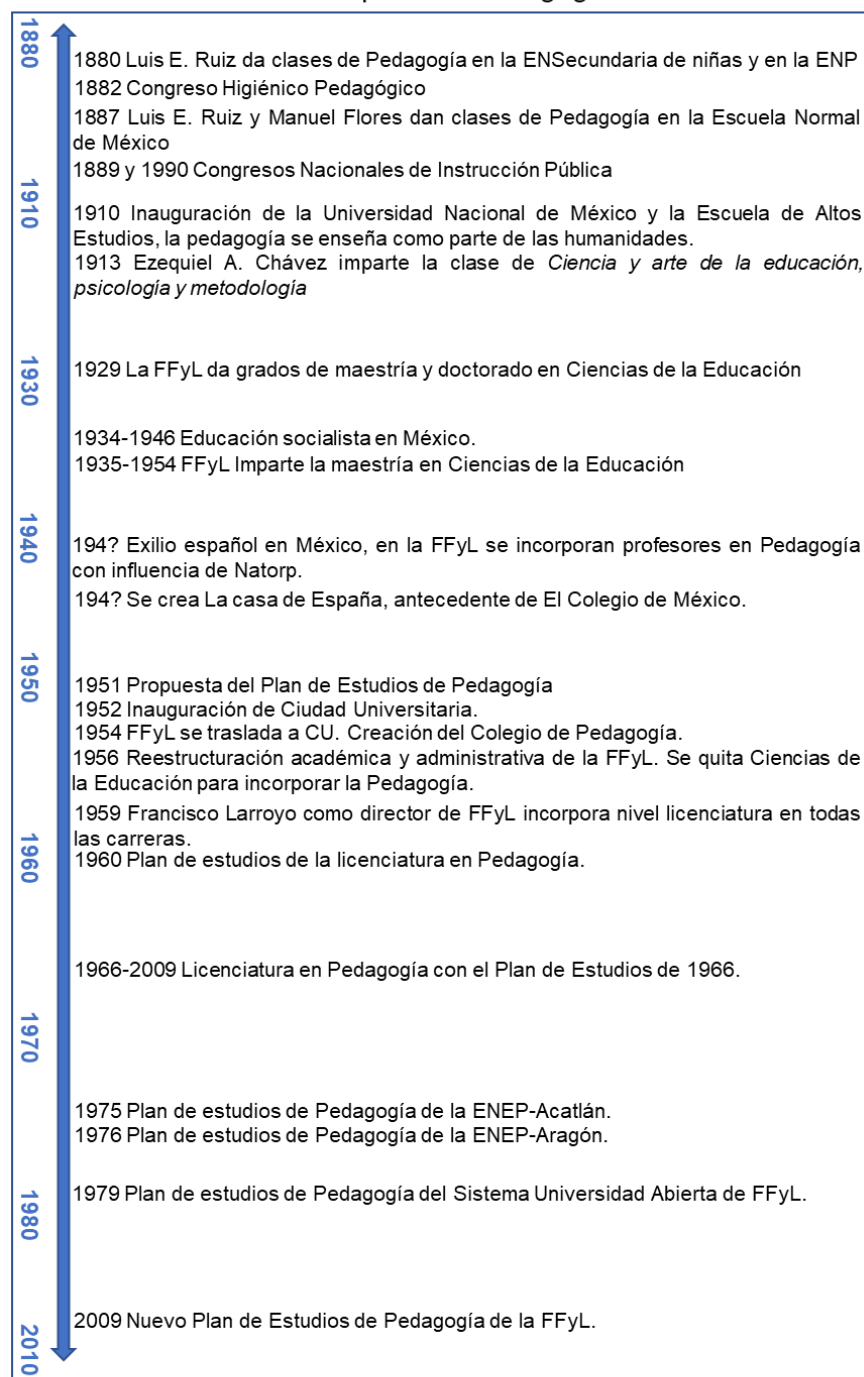 1880
1880 Luis E. Ruiz da clases de Pedagogía en la ENSecundaria de niñas y en la ENP
1882 Congreso Higiénico Pedagógico
1887 Luis E. Ruiz y Manuel Flores dan clases de Pedagogía en la Escuela Normal
de México
1889 y 1990 Congresos Nacionales de Instrucción Pública
1910
1910 Inauguración de la Universidad Nacional de México y la Escuela de Altos
Estudios, la pedagogía se enseña como parte de las humanidades.
1913 Ezequiel A. Chávez imparte la clase de Ciencia y arte de la educación,
psicología y metodología
1930
1929 La FFyL da grados de maestría y doctorado en Ciencias de la Educación
1934-1946 Educación socialista en México.
1935-1954 FFyL Imparte la maestría en Ciencias de la Educación
1940
194? Exilio español en México, en la FFyL se incorporan profesores en Pedagogía
con influencia de Natorp.
194? Se crea La casa de España, antecedente de El Colegio de México.
1950
1951 Propuesta del Plan de Estudios de Pedagogía
1952 Inauguración de Ciudad Universitaria.
1954 FFyL se traslada a CU. Creación del Colegio de Pedagogía.
1956 Reestructuración académica y administrativa de la FFyL. Se quita Ciencias de
la Educación para incorporar la Pedagogía.
1959 Francisco Larroyo como director de FFyL incorpora nivel licenciatura en todas
las carreras.
1960
1960 Plan de estudios de la licenciatura en Pedagogía.
1966-2009 Licenciatura en Pedagogía con el Plan de Estudios de 1966.
1970
1975 Plan de estudios de Pedagogía de la ENEP-Acatlán.
1976 Plan de estudios de Pedagogía de la ENEP-Aragón.
1980
1979 Plan de estudios de Pedagogía del Sistema Universidad Abierta de FFyL.
2009 Nuevo Plan de Estudios de Pedagogía de la FFyL.
2010